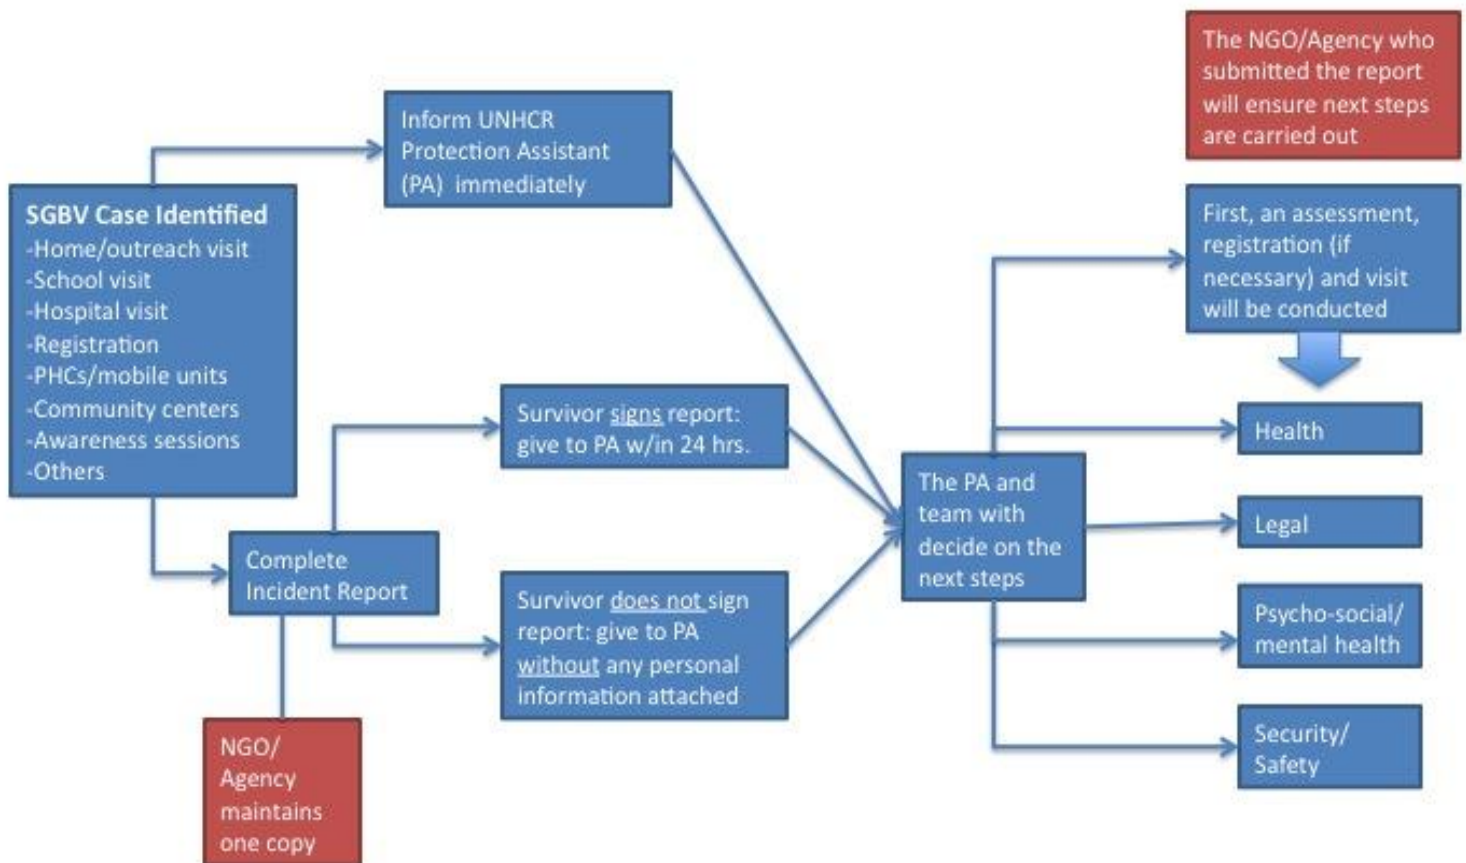 SGBV Case Identified
-Home/outreach visit
-School visit
-Hospital visit
-Registration
-PHCs/mobile units
-Community centers
-Awareness sessions
-Others
Inform UNHCR
Protection Assistant
(PA) immediately
Complete
Incident Report
NGO/
Agency
maintains
one copy
Survivor signs report:
give to PA w/in 24 hrs.
Survivor does not sign
report: give to PA
without any personal
information attached
The PA and
team with
decide on the
next steps
The NGO/Agency who
submitted the report
will ensure next steps
are carried out
First, an assessment,
registration (if
necessary) and visit
will be conducted
Health
Legal
Psycho-social/
mental health
Security/
Safety